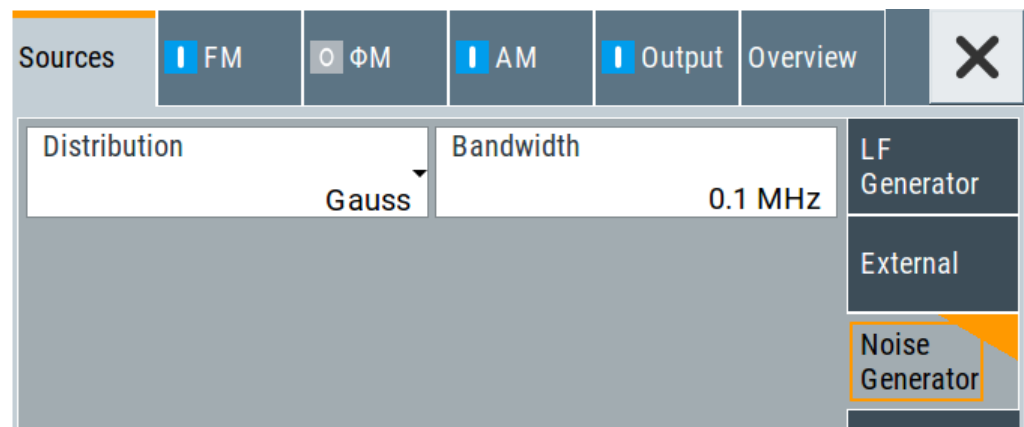 Sources
I FM
O ΦM
I AM
I Output
Overview
Distribution
Gauss
Bandwidth
0.1 MHz
LF
Generator
External
Noise
Generator